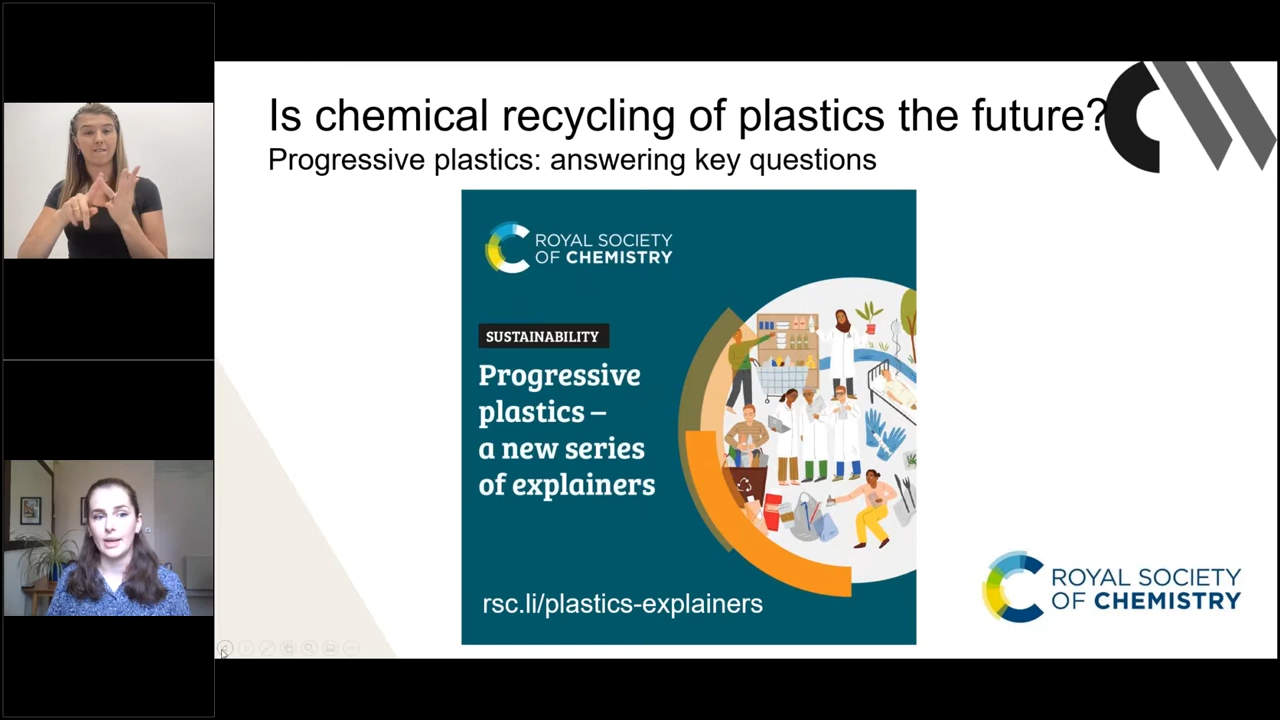 Is chemical recycling of plastics the future?
Progressive plastics: answering key questions
ROYAL SOCIETY
OF CHEMISTRY
SUSTAINABILITY
Progressive
plastics –
a new series
of explainers
rsc.li/plastics-explainers
ROYAL SOCIETY
OF CHEMISTRY